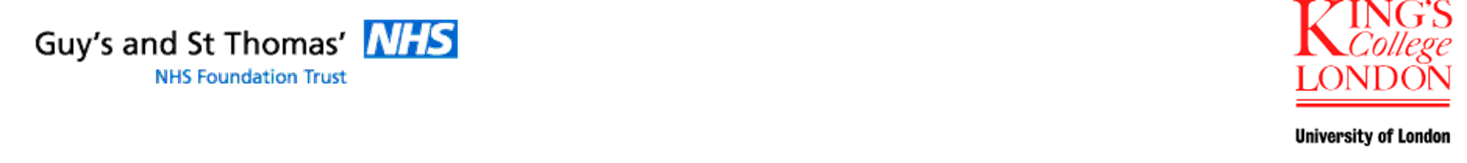 Guy's and St Thomas' NHS
NHS Foundation Trust
KING'S
College
LONDON
University of London